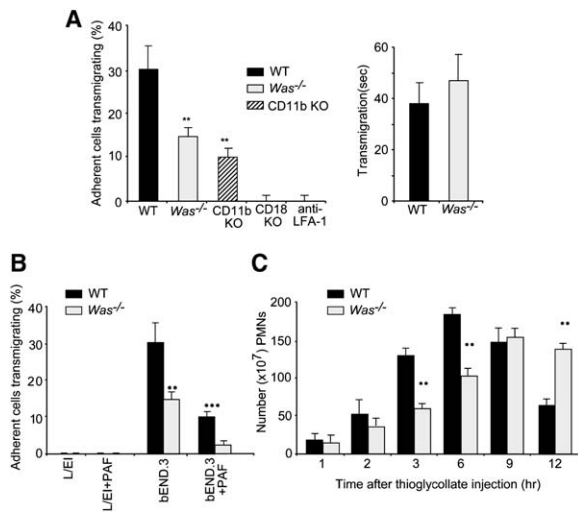 A
Adherent cells transmigrating (%)
40
30
20
10
0
**
**
WT
Was-/-
CD11b KO
WT
Was-/-
CD11b
KO
CD18
KO
anti-
LFA-1
Transmigration(sec)
60
40
20
0
WT
Was-/-
B
Adherent cells transmigrating (%)
40
30
20
10
0
WT
Was-/-
**
***
L/EI
L/EI+PAF
bEND.3
bEND.3
+PAF
C
Number (x10⁷) PMNs
200
150
100
50
0
WT
Was-/-
**
**
**
1 2 3 6 9 12
Time after thioglycollate injection (hr)